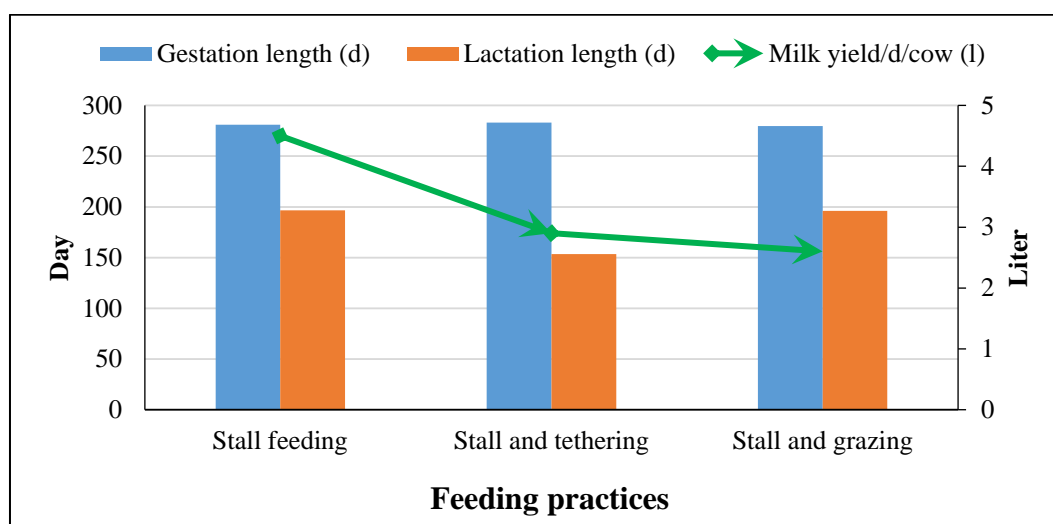 Gestation length (d) Lactation length (d) Milk yield/d/cow (l)
300
250
200
150
100
50
0
Day
5
4
3
2
1
0
Liter
Stall feeding Stall and tethering Stall and grazing
Feeding practices